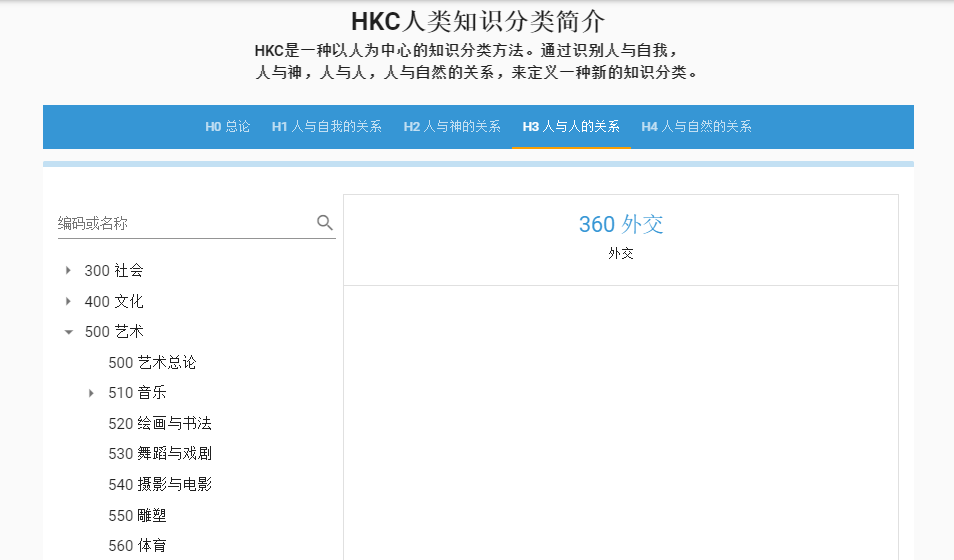 HKC人类知识分类简介
HKC是一种以人为中心的知识分类方法。通过识别人与自我，
人与神，人与人，人与自然的关系，来定义一种新的知识分类。
H0 总论 H1 人与自我的关系 H2 人与神的关系 H3 人与人的关系 H4 人与自然的关系
编码或名称
300 社会
400 文化
500 艺术
500 艺术总论
510 音乐
520 绘画与书法
530 舞蹈与戏剧
540 摄影与电影
550 雕塑
560 体育
360 外交
外交